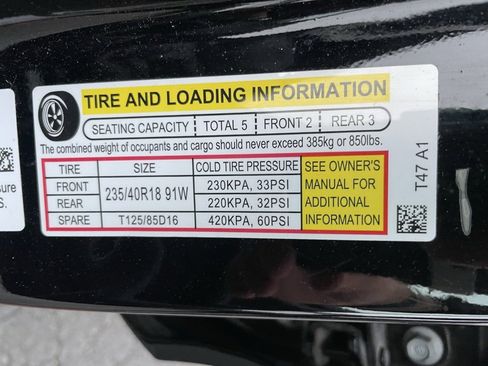 TIRE AND LOADING INFORMATION
SEATING CAPACITY TOTAL 5 FRONT 2 REAR 3
The combined weight of occupants and cargo should never exceed 385kg or 850lbs.
TIRE SIZE COLD TIRE PRESSURE SEE OWNER'S MANUAL FOR ADDITIONAL INFORMATION
FRONT 235/40R18 91W 230KPA, 33PSI
REAR 220KPA, 32PSI
SPARE T125/85D16 420KPA, 60PSI
T47 A1